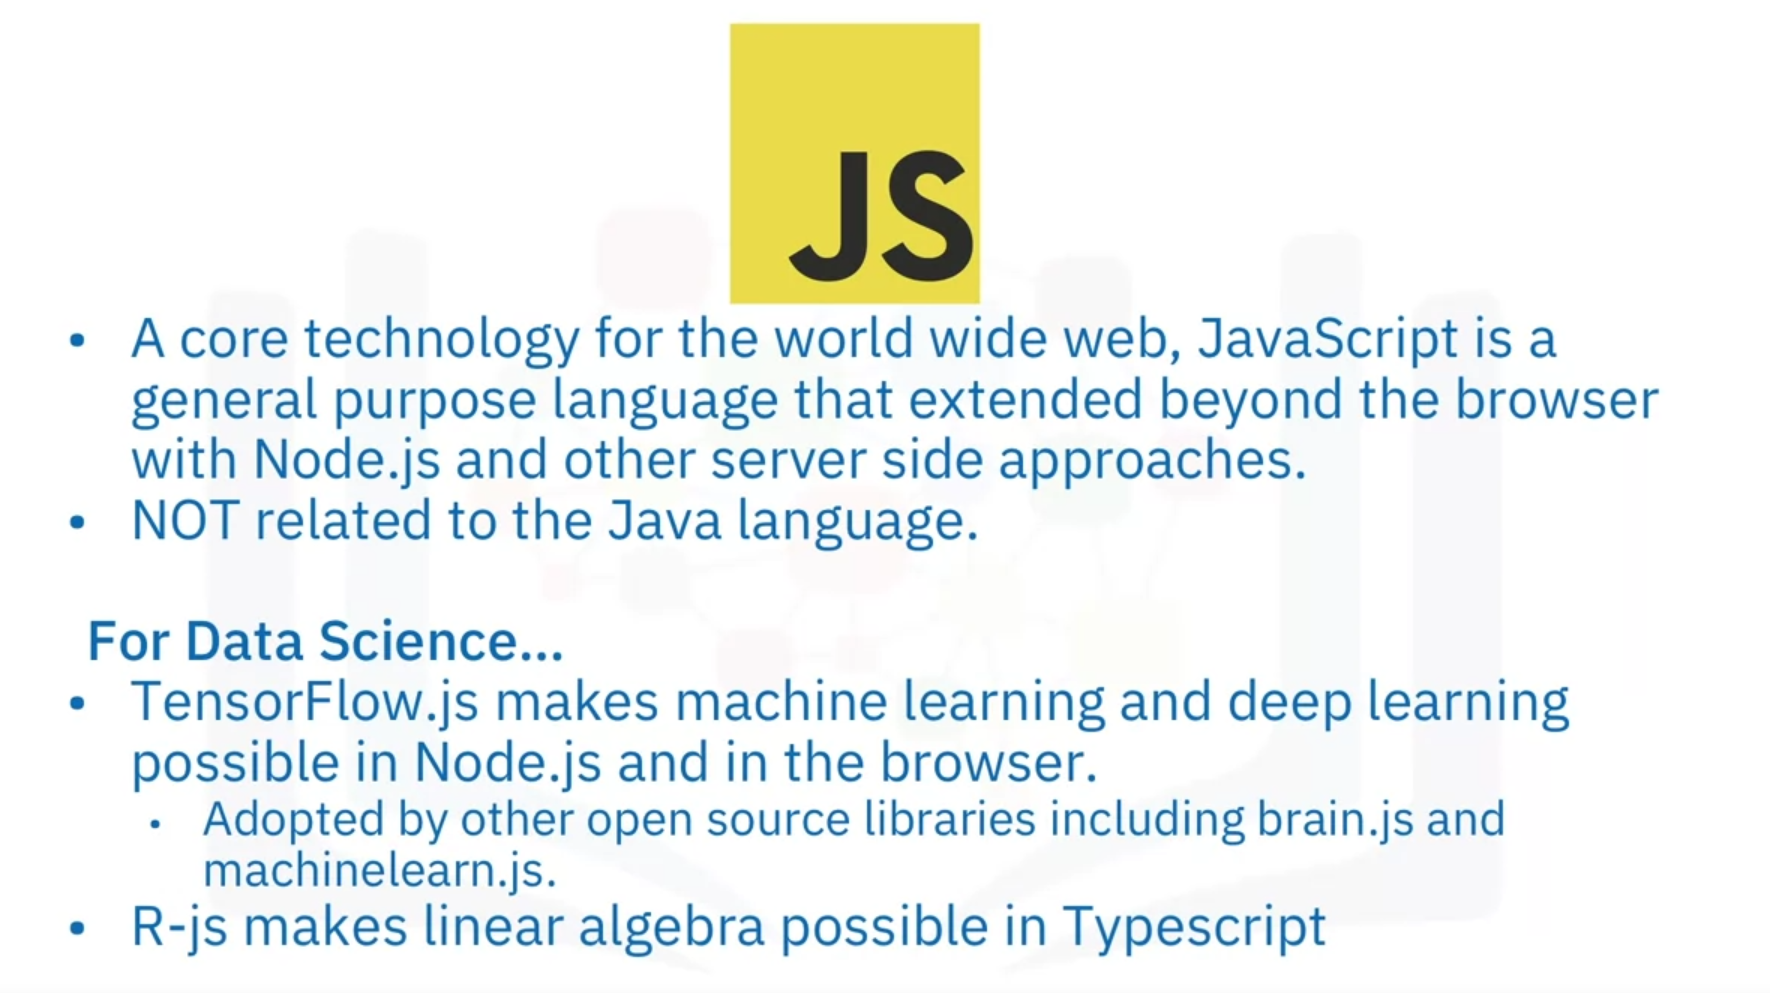 JS
• A core technology for the world wide web, JavaScript is a
general purpose language that extended beyond the browser
with Node.js and other server side approaches.
• NOT related to the Java language.
For Data Science...
• TensorFlow.js makes machine learning and deep learning
possible in Node.js and in the browser.
• Adopted by other open source libraries including brain.js and
machinelearn.js.
• R-js makes linear algebra possible in Typescript